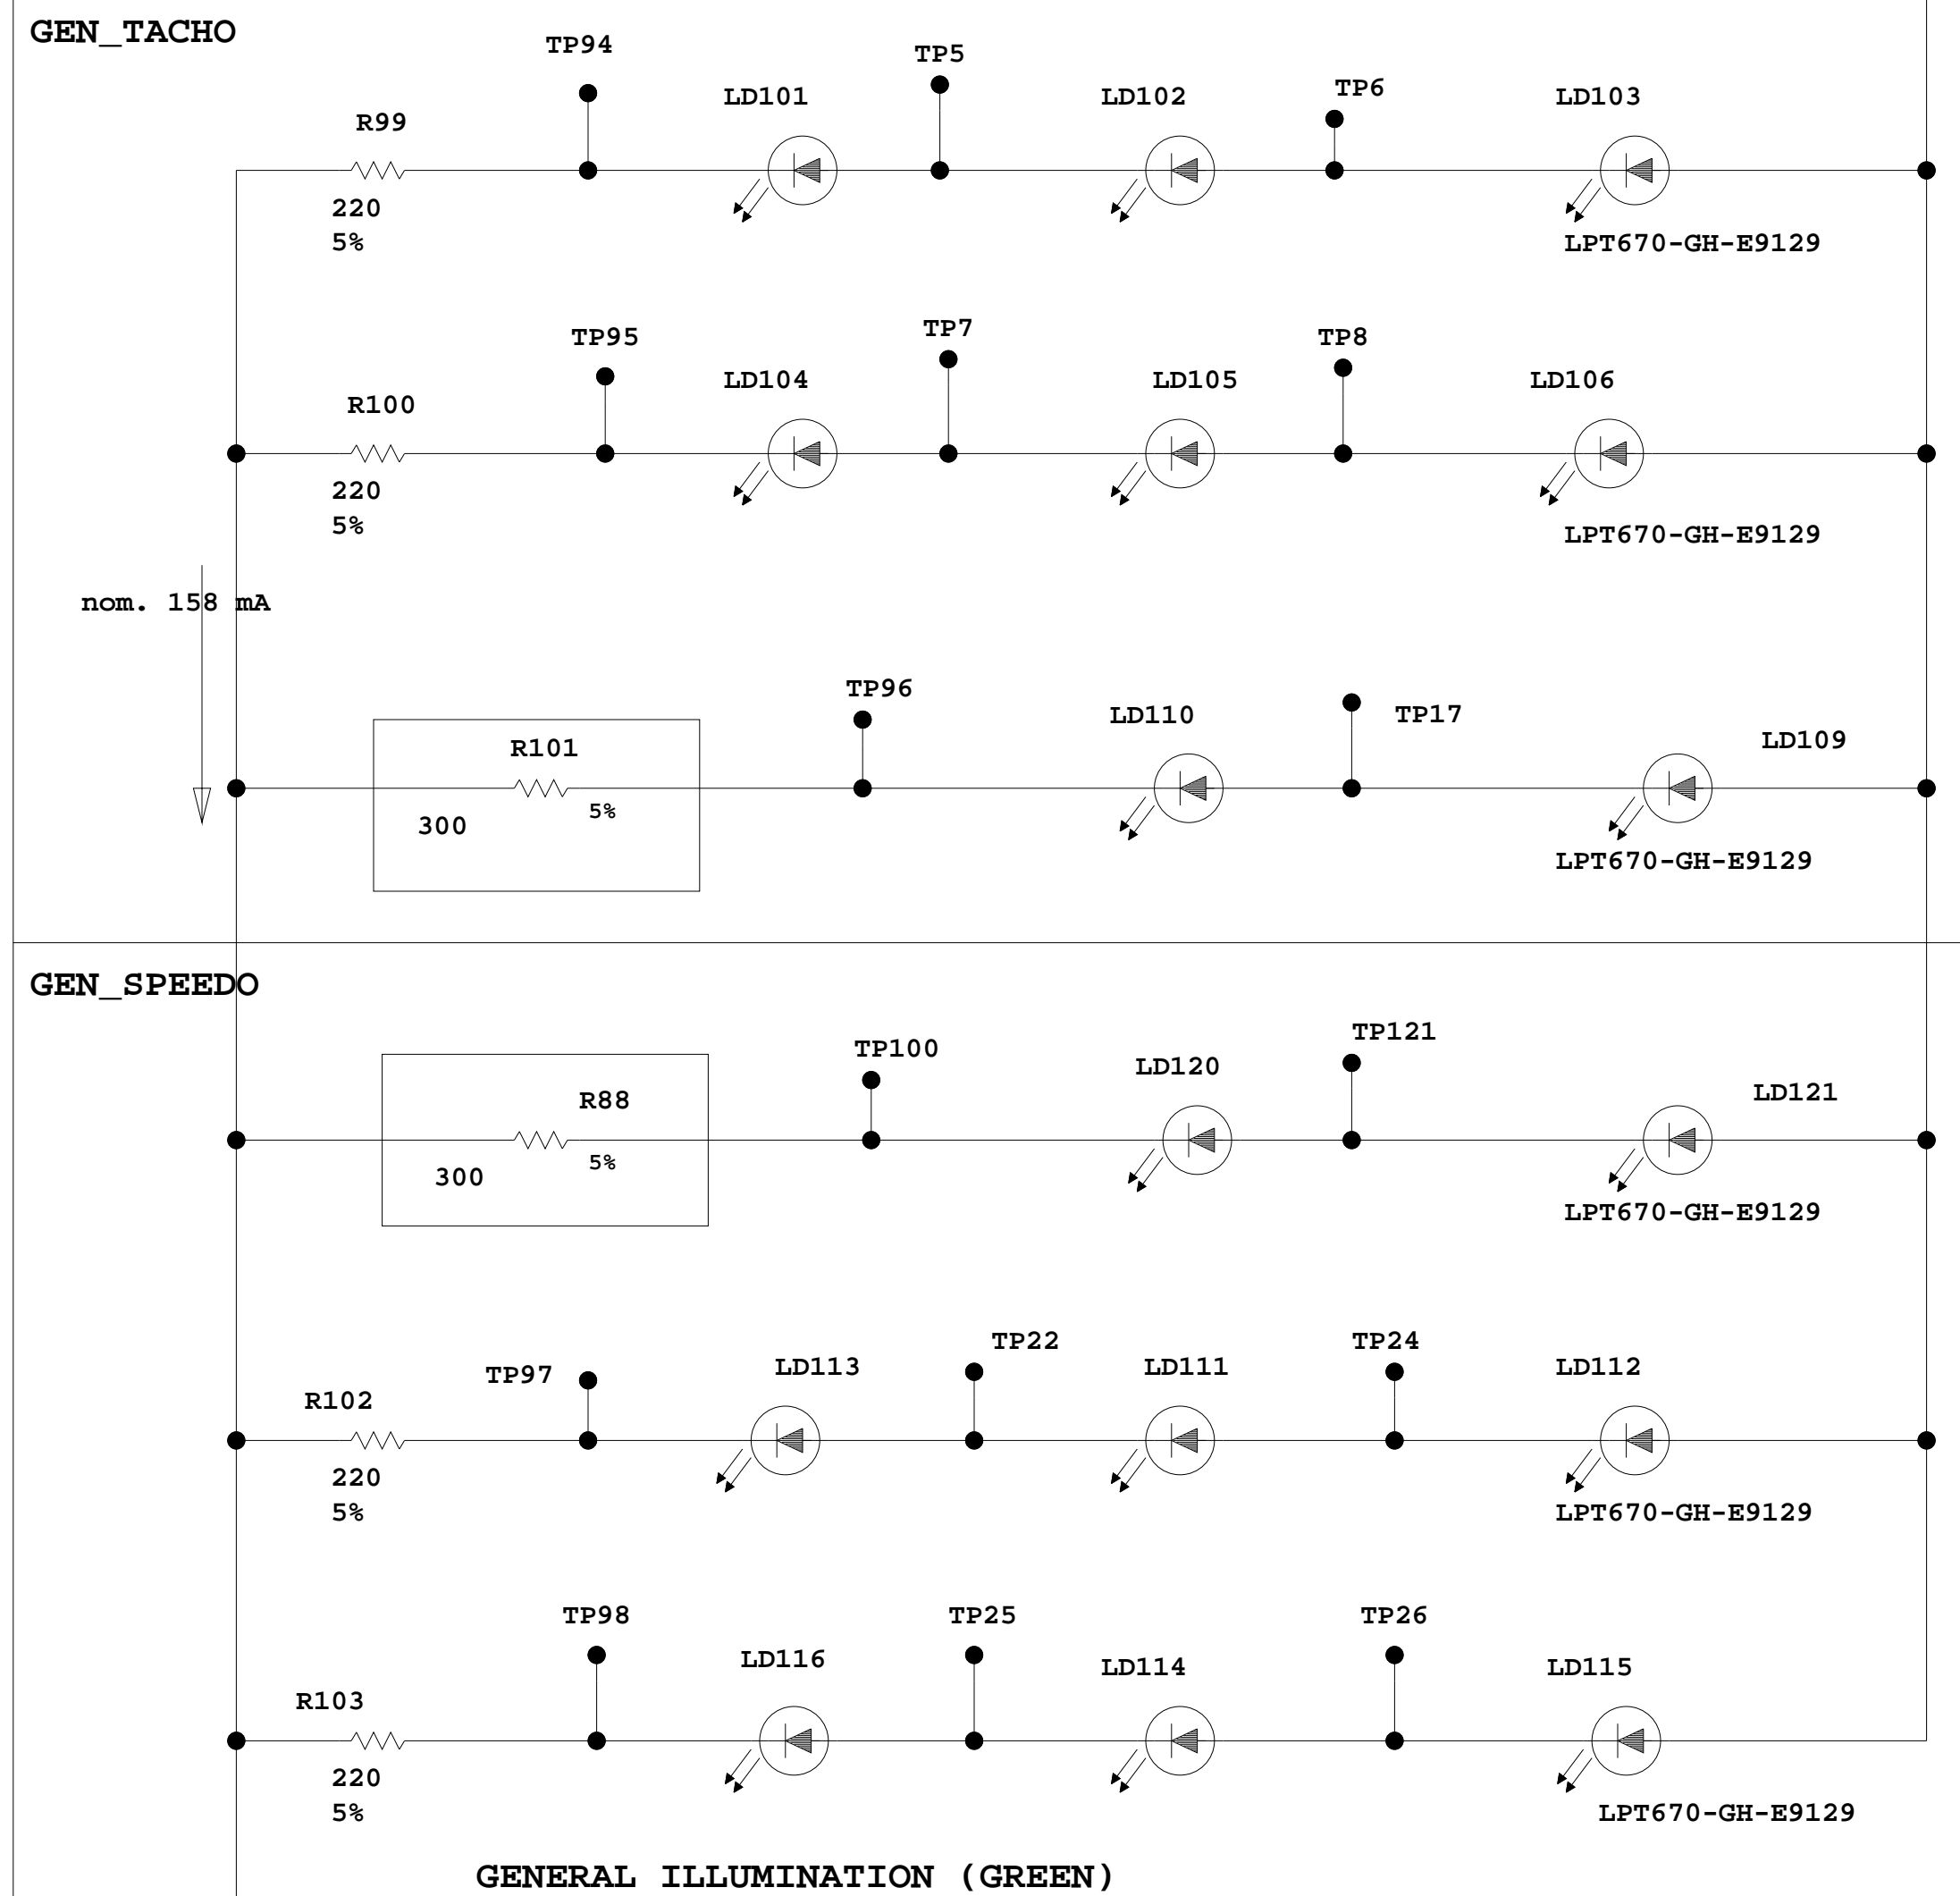 GEN_TACHO
TP94
TP5
TP6
LD101
LD102
LD103
R99
220
5%
LPT670-GH-E9129
TP95
TP7
TP8
LD104
LD105
LD106
R100
220
5%
LPT670-GH-E9129
nom. 158 mA
TP96
LD110
TP17
LD109
R101
300
5%
LPT670-GH-E9129
GEN_SPEEDO
TP100
LD120
TP121
LD121
R88
300
5%
LPT670-GH-E9129
TP97
LD113
TP22
LD111
TP24
LD112
R102
220
5%
LPT670-GH-E9129
TP98
TP25
TP26
LD116
LD114
LD115
R103
220
5%
LPT670-GH-E9129
GENERAL ILLUMINATION (GREEN)